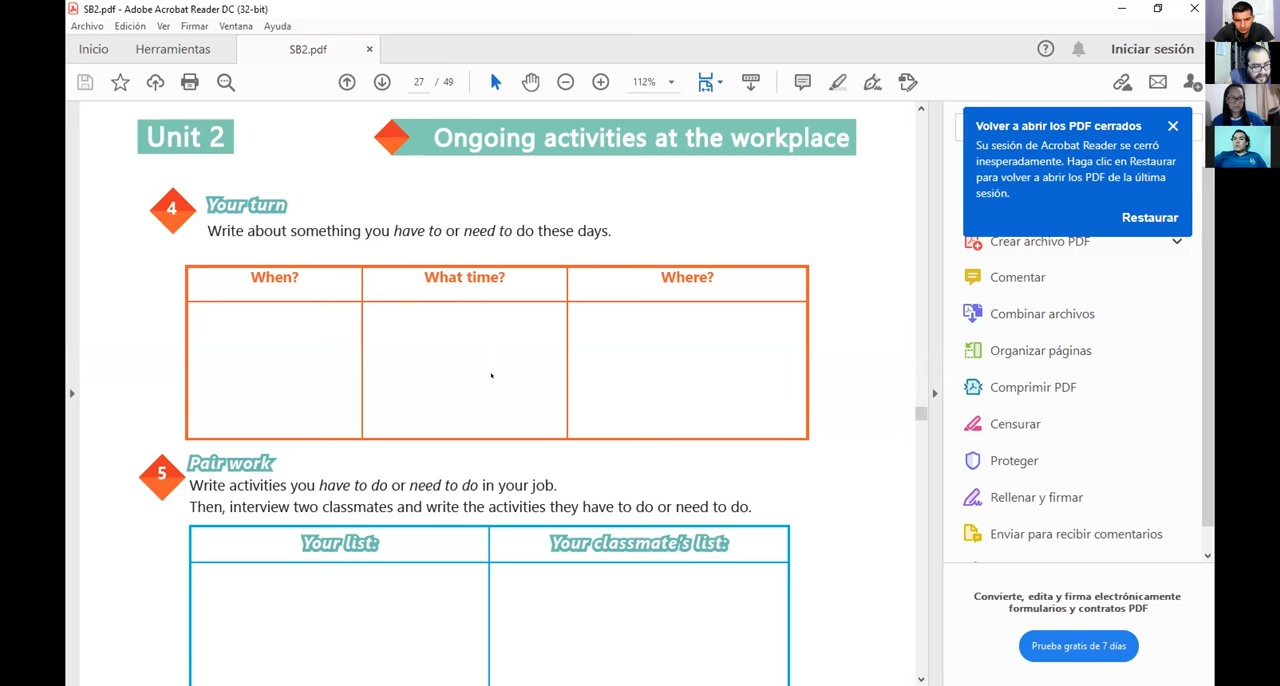 SB2.pdf - Adobe Acrobat Reader DC (32-bit)
Archivo Edición Ver Firmar Ventana Ayuda
Inicio Herramientas SB2.pdf Iniciar sesión
27 / 49 112%
Unit 2 Ongoing activities at the workplace
4 Your turn
Write about something you have to or need to do these days.
When? What time? Where?
5 Pair work
Write activities you have to do or need to do in your job.
Then, interview two classmates and write the activities they have to do or need to do.
Your list: Your classmate's list:
Volver a abrir los PDF cerrados
Su sesión de Acrobat Reader se cerró
inesperadamente. Haga clic en Restaurar
para volver a abrir los PDF de la última
sesión.
Restaurar
Crear archivo PDF
Comentar
Combinar archivos
Organizar páginas
Comprimir PDF
Censurar
Proteger
Rellenar y firmar
Enviar para recibir comentarios
Convierte, edita y firma electrónicamente
formularios y contratos PDF
Prueba gratis de 7 días